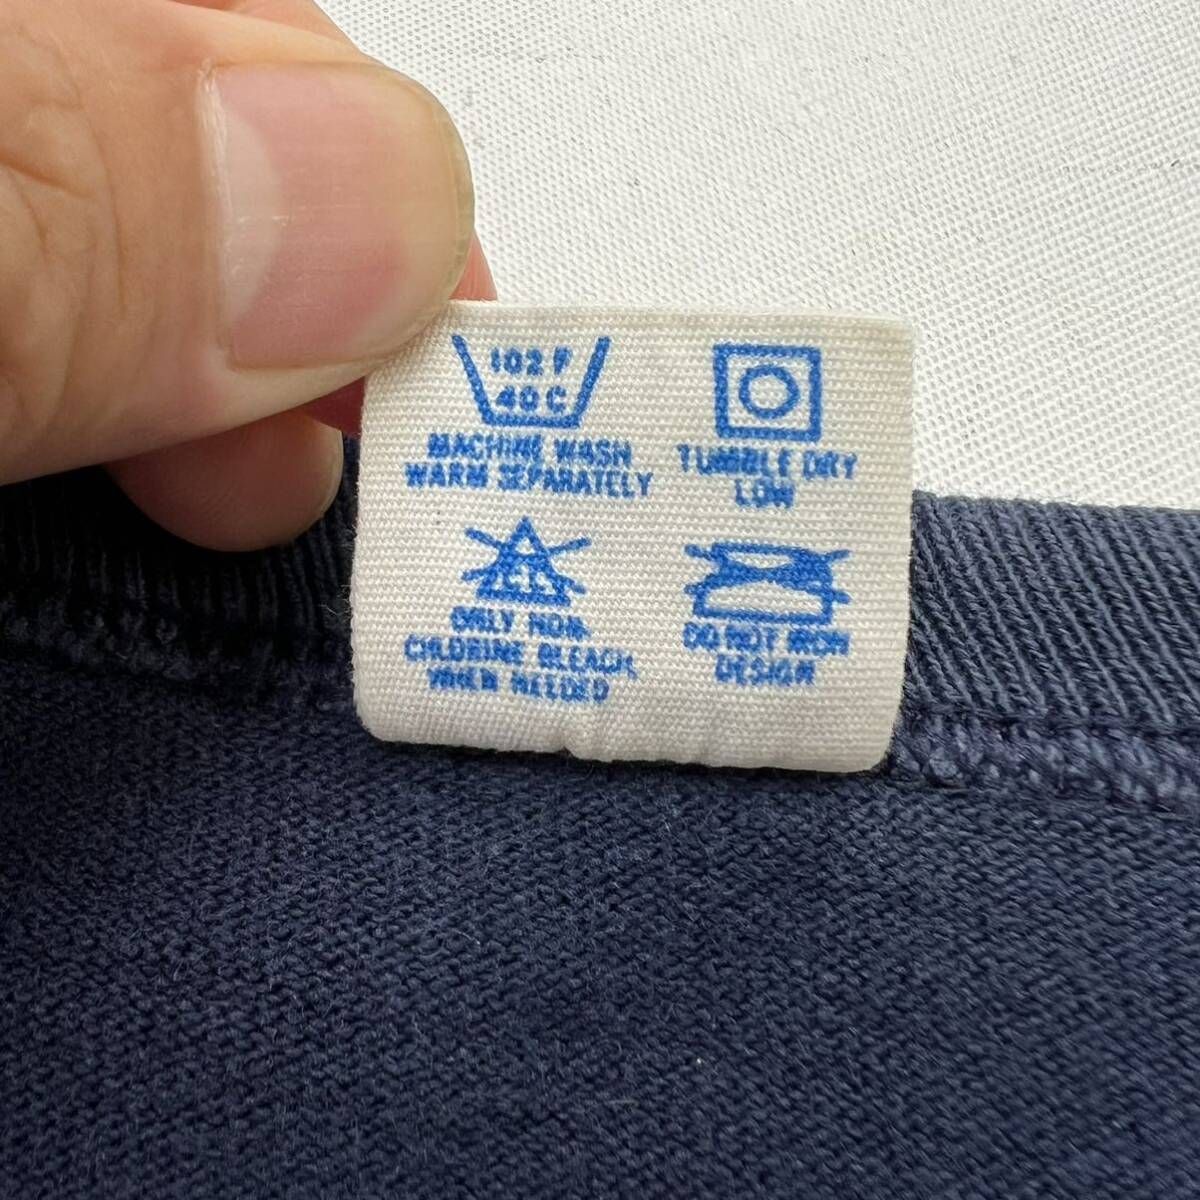 102 F
40 C
MACHINE WASH
WARM SEPARATELY
TUMBLE DRY
LOW
ONLY NON-
CHLORINE BLEACH,
WHEN NEEDED
DO NOT IRON
DESIGN